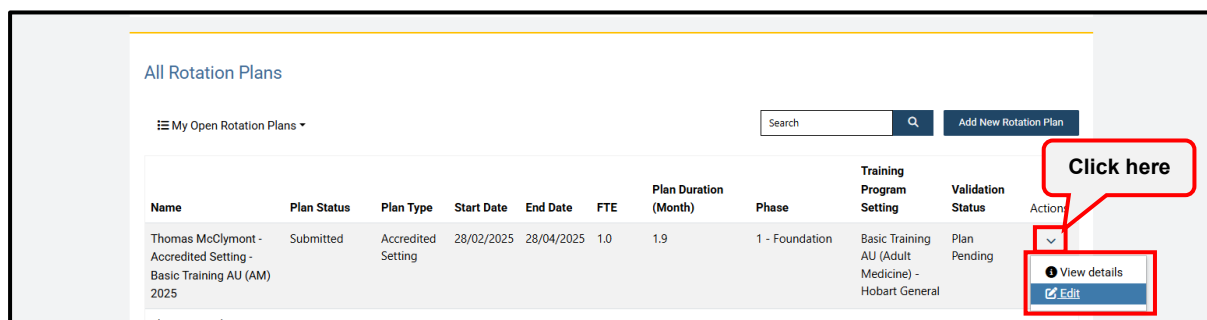 All Rotation Plans
My Open Rotation Plans
Search
Add New Rotation Plan
Click here
Name
Plan Status
Plan Type
Start Date
End Date
FTE
Plan Duration
(Month)
Phase
Training
Program
Setting
Validation
Status
Actions
Thomas McClymont -
Accredited Setting -
Basic Training AU (AM)
2025
Submitted
Accredited
Setting
28/02/2025
28/04/2025
1.0
1.9
1 - Foundation
Basic Training
AU (Adult
Medicine) -
Hobart General
Plan
Pending
View details
Edit